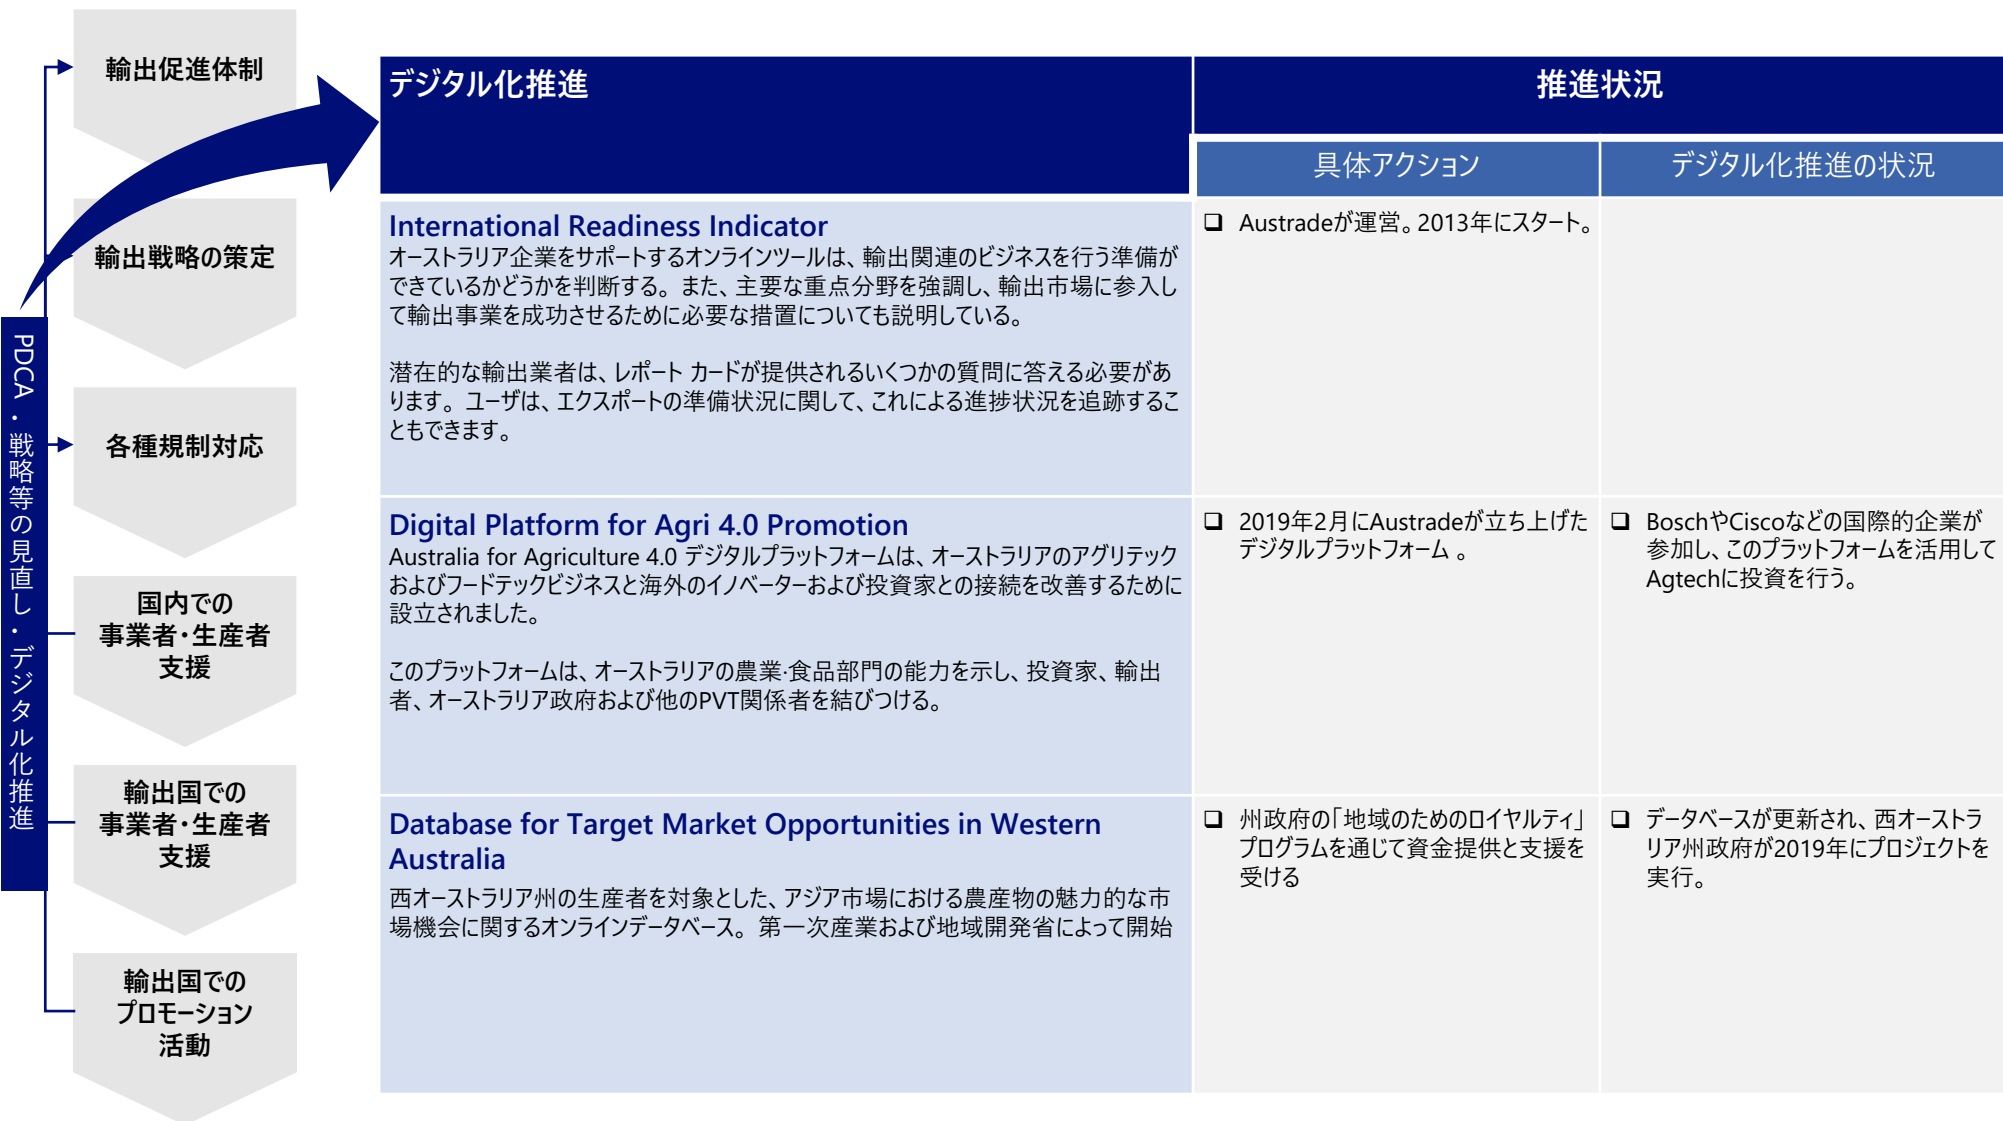 輸出促進体制
輸出戦略の策定
各種規制対応
国内での
事業者・生産者
支援
輸出国での
事業者・生産者
支援
輸出国での
プロモーション
活動
PDCA・戦略等の見直し・デジタル化推進
デジタル化推進
推進状況
具体アクション
デジタル化推進の状況
International Readiness Indicator
オーストラリア企業をサポートするオンラインツールは、輸出関連のビジネスを行う準備が
できているかどうかを判断する。また、主要な重点分野を強調し、輸出市場に参入し
て輸出事業を成功させるために必要な措置についても説明している。
潜在的な輸出業者は、レポート カードが提供されるいくつかの質問に答える必要があ
ります。ユーザは、エクスポートの準備状況に関して、これによる進捗状況を追跡するこ
ともできます。
❑ Austradeが運営。2013年にスタート。
Digital Platform for Agri 4.0 Promotion
Australia for Agriculture 4.0 デジタルプラットフォームは、オーストラリアのアグリテック
およびフードテックビジネスと海外のイノベーターおよび投資家との接続を改善するために
設立されました。
このプラットフォームは、オーストラリアの農業·食品部門の能力を示し、投資家、輸出
者、オーストラリア政府および他のPVT関係者を結びつける。
❑ 2019年2月にAustradeが立ち上げた
デジタルプラットフォーム 。
❑ BoschやCiscoなどの国際的企業が
参加し、このプラットフォームを活用して
Agtechに投資を行う。
Database for Target Market Opportunities in Western
Australia
西オーストラリア州の生産者を対象とした、アジア市場における農産物の魅力的な市
場機会に関するオンラインデータベース。第一次産業および地域開発省によって開始
❑ 州政府の「地域のためのロイヤルティ」
プログラムを通じて資金提供と支援を
受ける
❑ データベースが更新され、西オーストラ
リア州政府が2019年にプロジェクトを
実行。